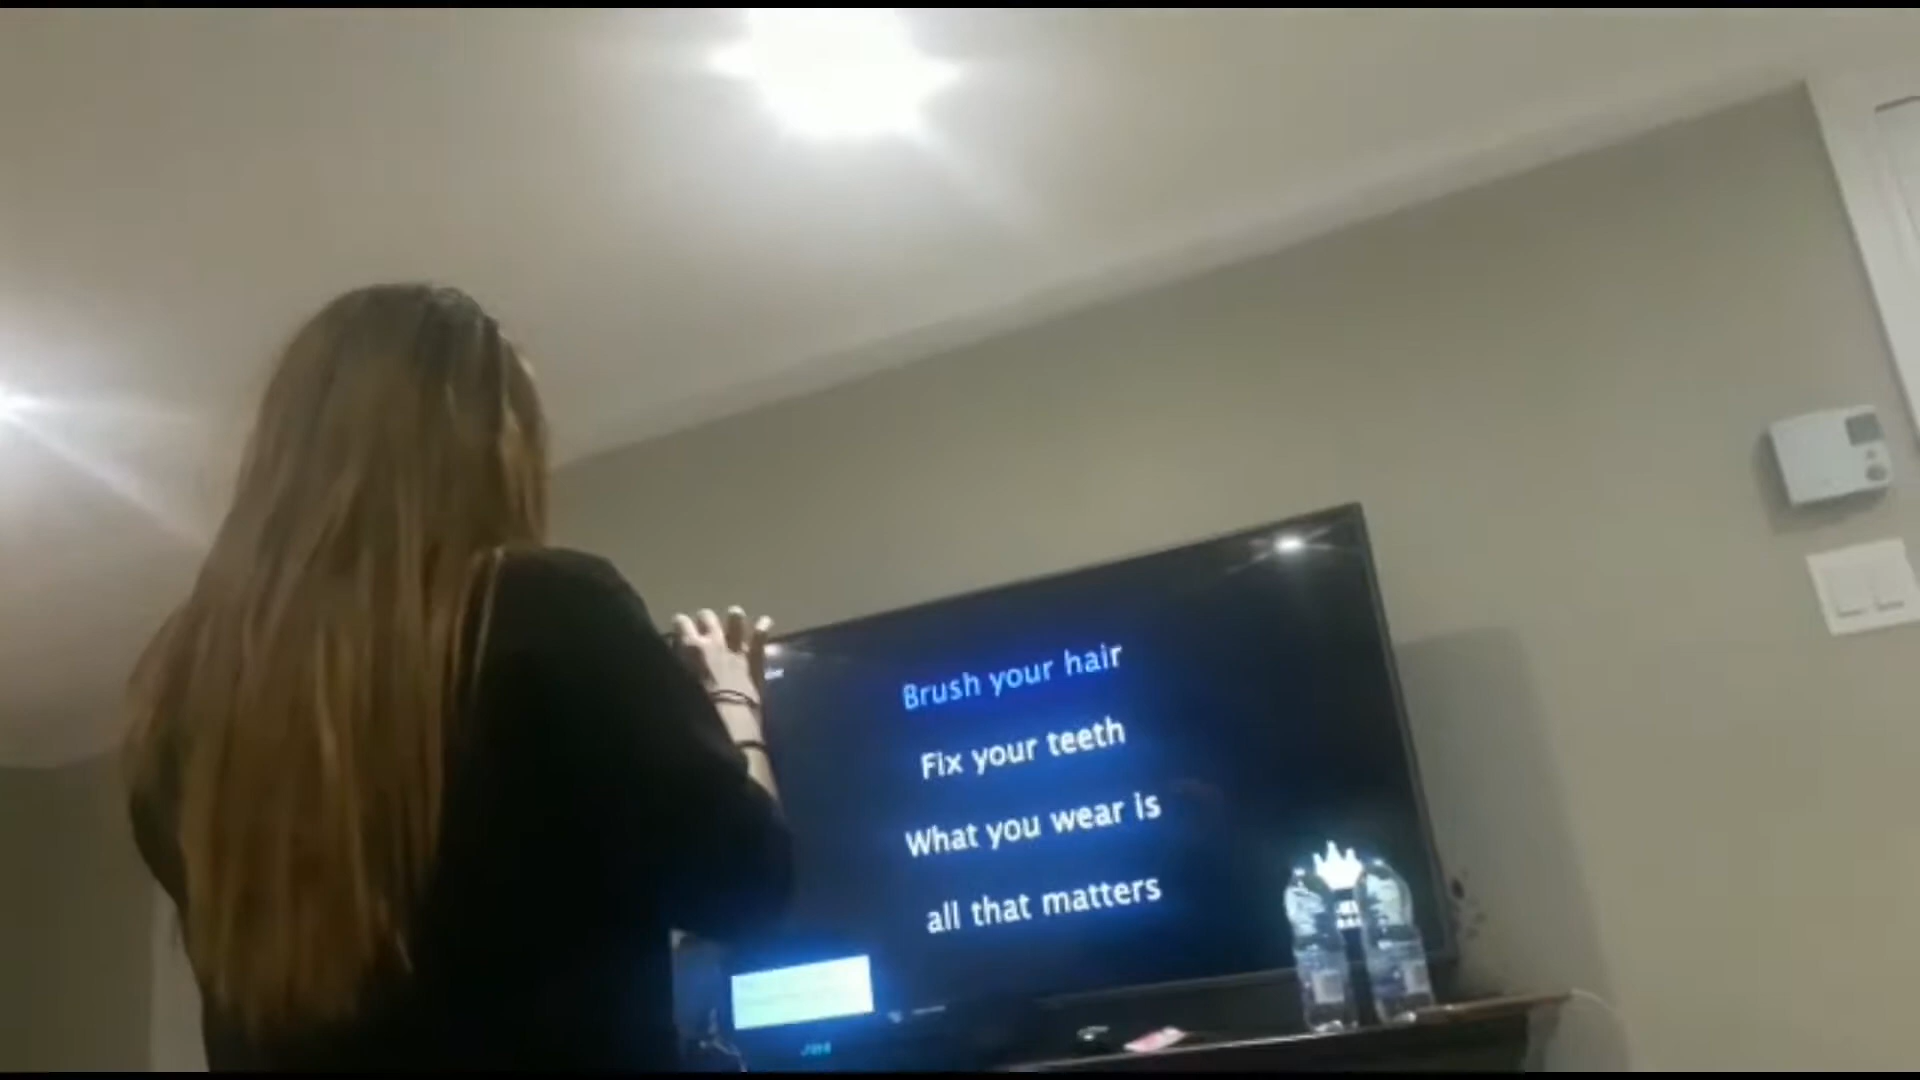 Brush your hair
Fix your teeth
What you wear is
all that matters